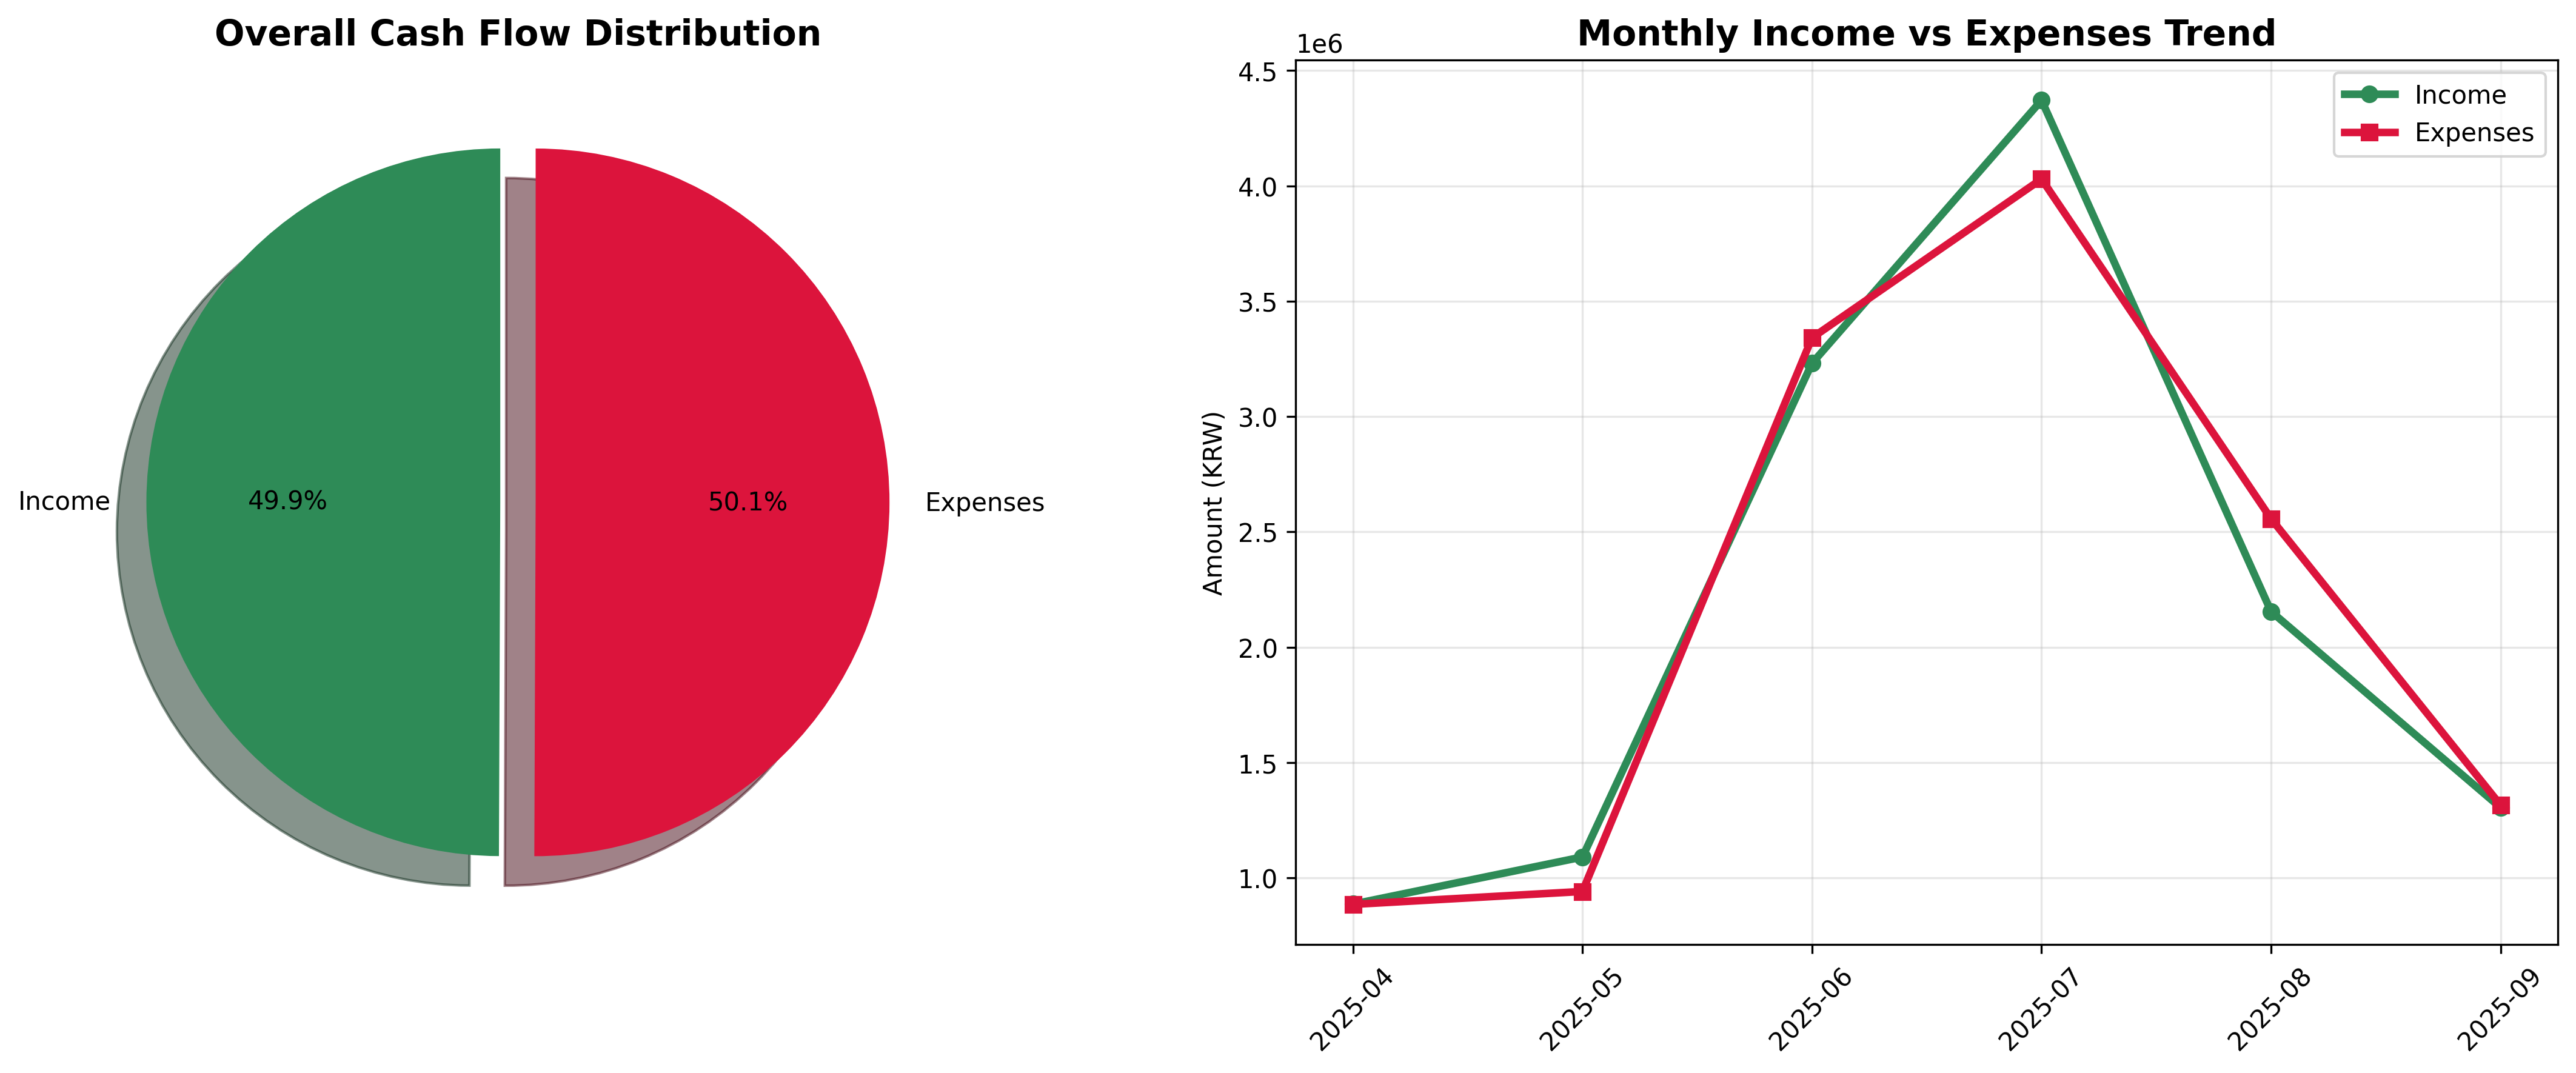 Overall Cash Flow Distribution
Income
49.9%
50.1%
Expenses
Monthly Income vs Expenses Trend
1e6
4.5
4.0
3.5
3.0
2.5
2.0
1.5
1.0
Amount (KRW)
Income
Expenses
2025-04
2025-05
2025-06
2025-07
2025-08
2025-09